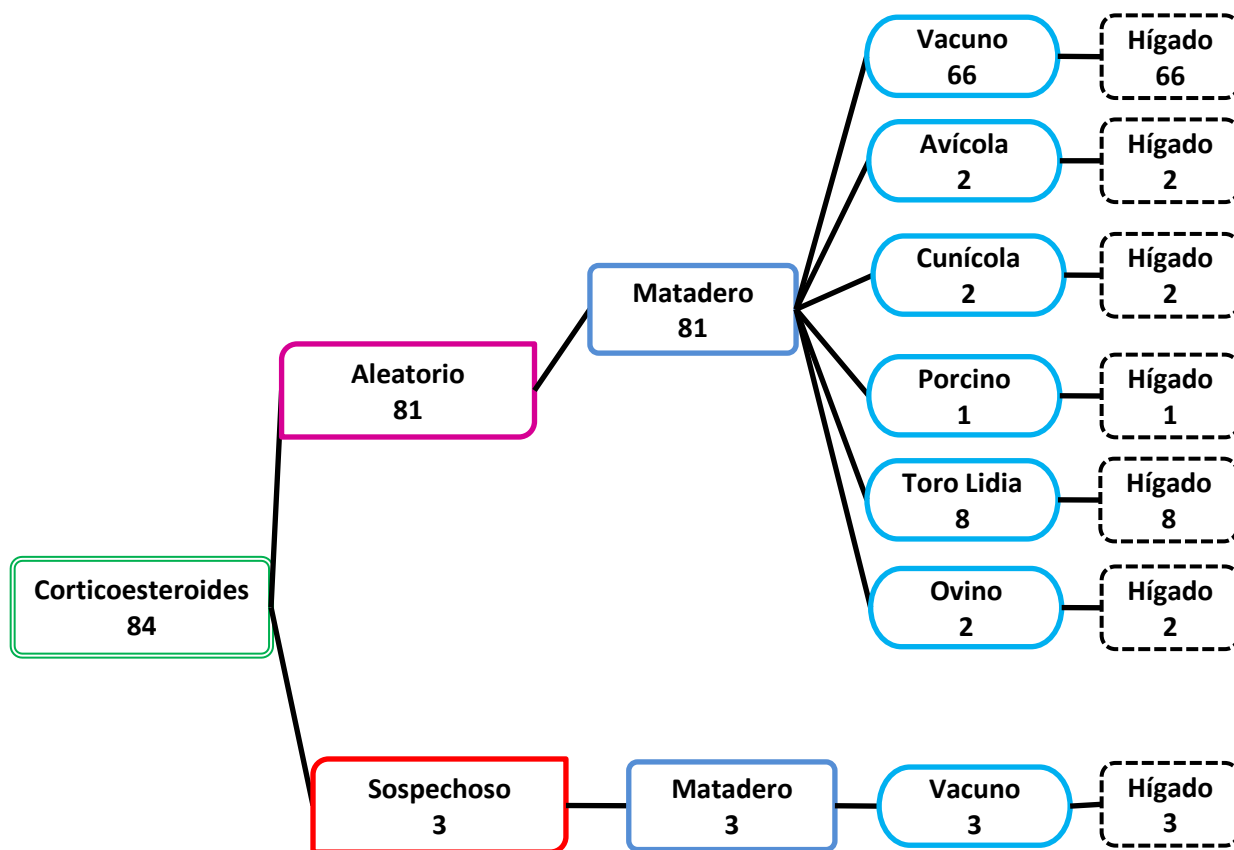 Vacuno
66
Hígado
66
Avícola
2
Hígado
2
Cunícola
2
Hígado
2
Matadero
81
Aleatorio
81
Porcino
1
Hígado
1
Toro Lidia
8
Hígado
8
Corticoesteroides
84
Ovino
2
Hígado
2
Sospechoso
3
Matadero
3
Vacuno
3
Hígado
3